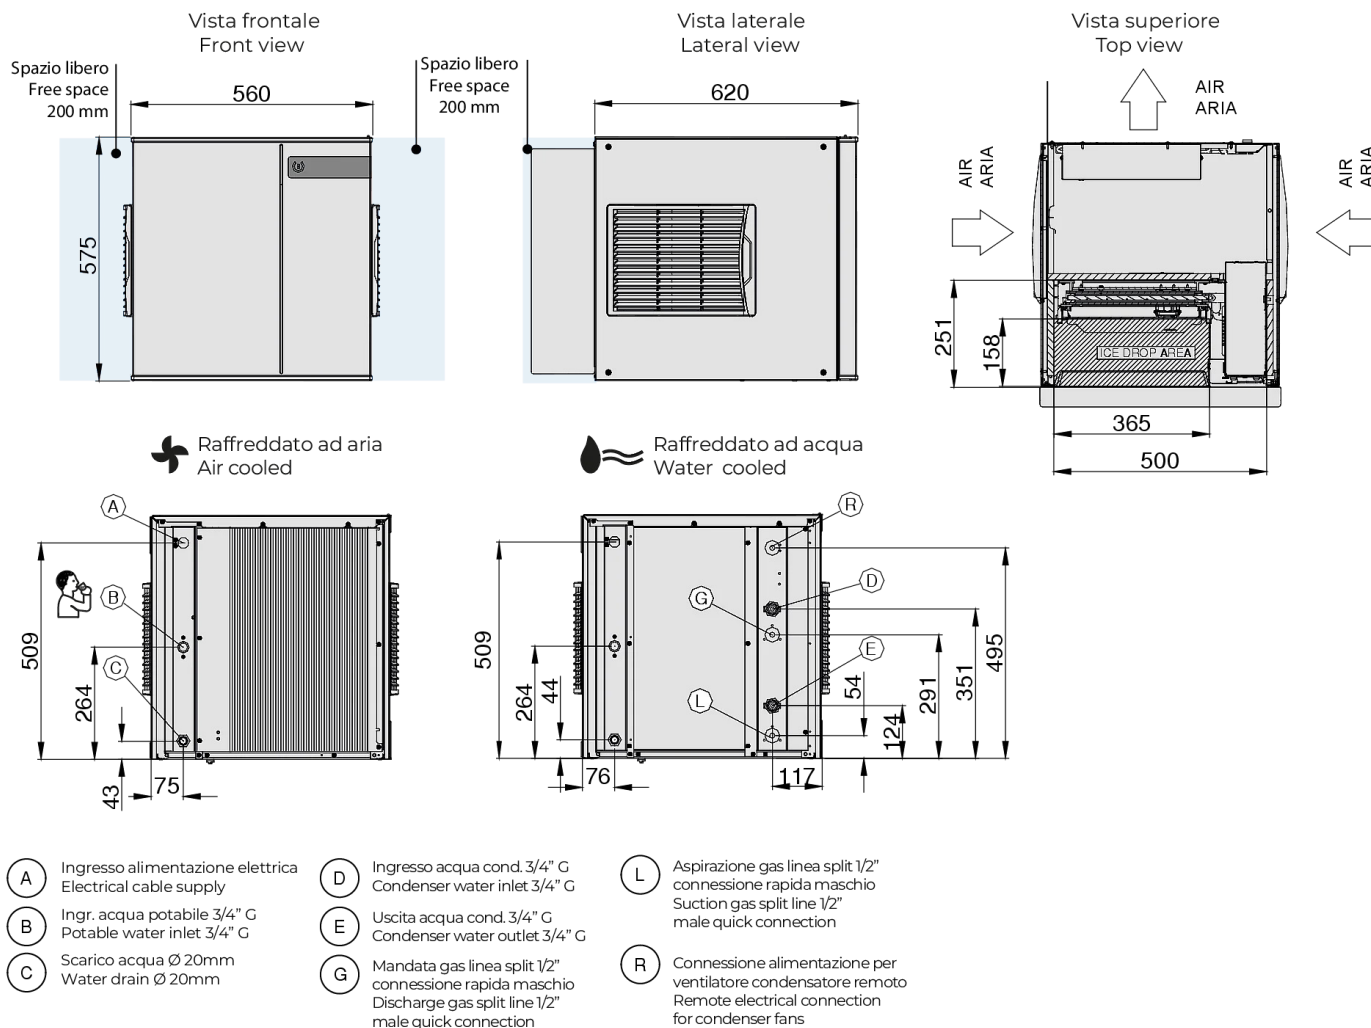 Vista frontale
Front view
Vista laterale
Lateral view
Vista superiore
Top view
Spazio libero
Free space
200 mm
560
575
Spazio libero
Free space
200 mm
620
AIR
ARIA
AIR
ARIA
AIR
ARIA
251
158
ICE DROP AREA
365
500
Raffreddato ad aria
Air cooled
Raffreddato ad acqua
Water cooled
A
B
C
509
264
43
75
R
D
G
E
L
509
264
44
76
54
124
291
351
495
117
A
Ingresso alimentazione elettrica
Electrical cable supply
B
Ingr. acqua potabile 3/4” G
Potable water inlet 3/4” G
C
Scarico acqua Ø 20mm
Water drain Ø 20mm
D
Ingresso acqua cond. 3/4” G
Condenser water inlet 3/4” G
E
Uscita acqua cond. 3/4” G
Condenser water outlet 3/4” G
G
Mandata gas linea split 1/2”
connessione rapida maschio
Discharge gas split line 1/2”
male quick connection
L
Aspirazione gas linea split 1/2”
connessione rapida maschio
Suction gas split line 1/2”
male quick connection
R
Connessione alimentazione per
ventilatore condensatore remoto
Remote electrical connection
for condenser fans